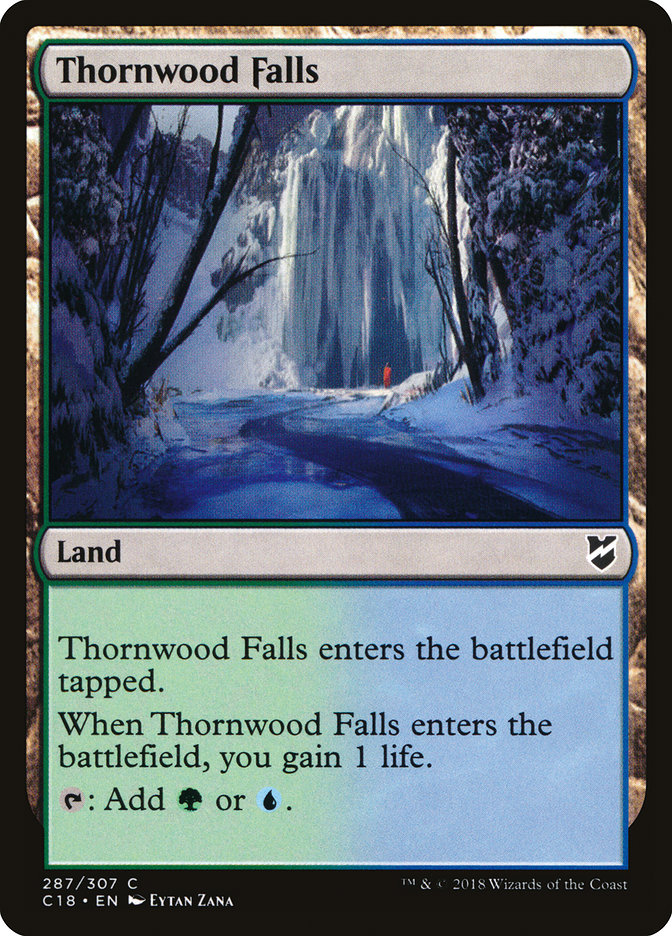 Thornwood Falls
Land
Thornwood Falls enters the battlefield
tapped.
When Thornwood Falls enters the
battlefield, you gain 1 life.
: Add or .
287/307 C
C18 • EN Eytan Zana
™ & © 2018 Wizards of the Coast